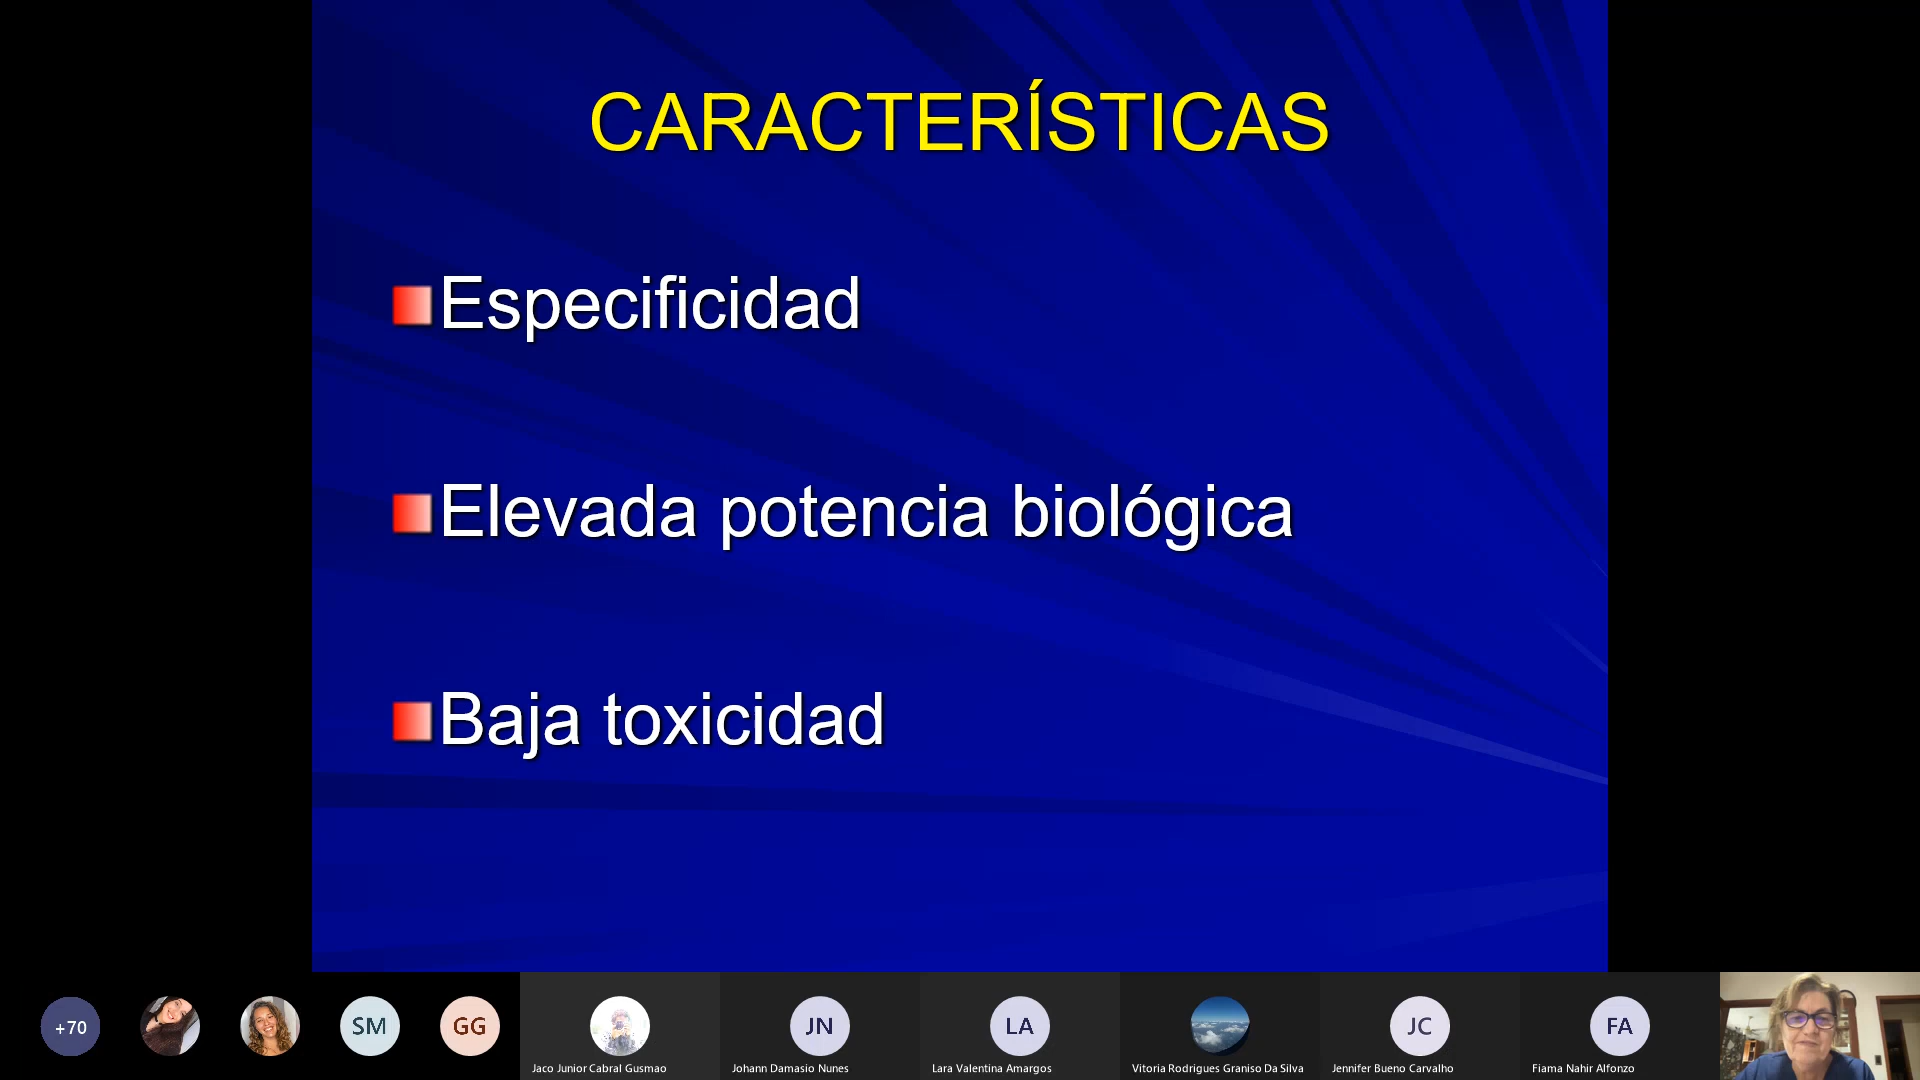 CARACTERÍSTICAS
Especificidad
Elevada potencia biológica
Baja toxicidad
+70
SM
GG
JN
LA
JC
FA
Jaco Junior Cabral Gusmao
Johann Damasio Nunes
Lara Valentina Amargos
Vitoria Rodrigues Graniso Da Silva
Jennifer Bueno Carvalho
Fiama Nahir Alfonzo